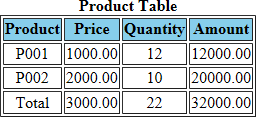 Product Table
Product Price Quantity Amount
P001 1000.00 12 12000.00
P002 2000.00 10 20000.00
Total 3000.00 22 32000.00